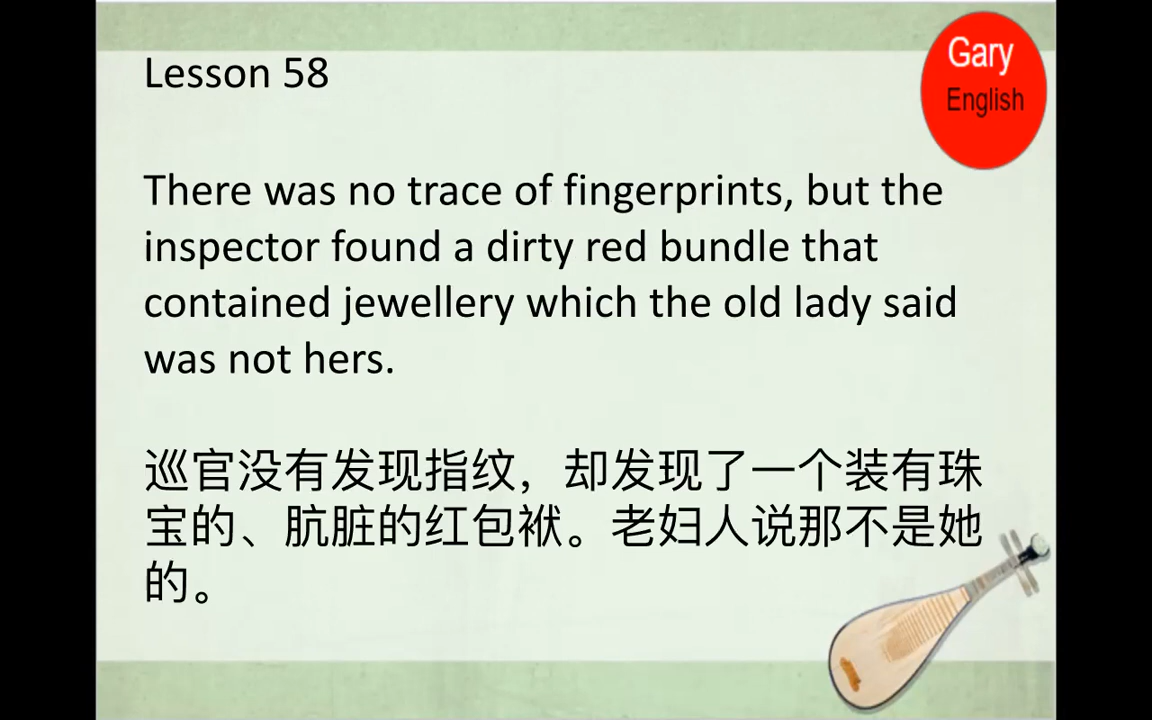 Lesson 58
Gary
English
There was no trace of fingerprints, but the
inspector found a dirty red bundle that
contained jewellery which the old lady said
was not hers.
巡官没有发现指纹，却发现了一个装有珠
宝的、肮脏的红包袱。老妇人说那不是她
的。